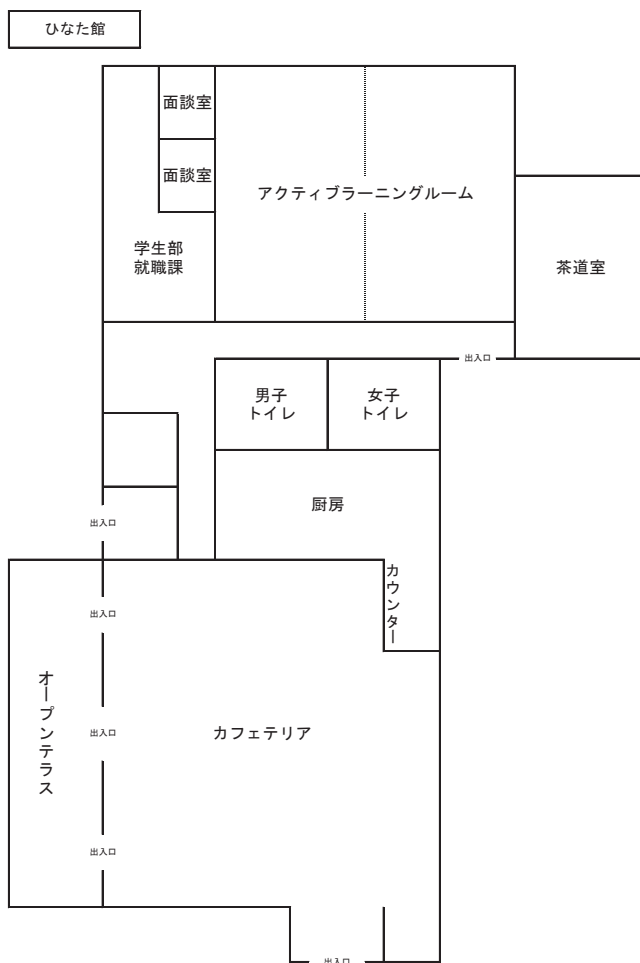 ひなた館
面談室
面談室
アクティブラーニングルーム
学生部
就職課
茶道室
出入口
男子
トイレ
女子
トイレ
厨房
出入口
カウンター
出入口
オープンテラス
出入口
カフェテリア
出入口
出入口